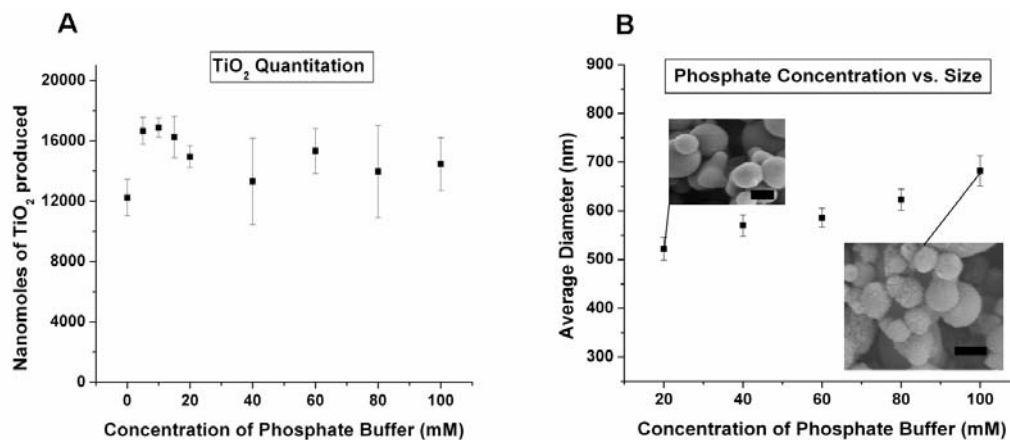 A
TiO2 Quantitation
20000
16000
12000
8000
4000
0
Nanomoles of TiO2 produced
0 20 40 60 80 100
Concentration of Phosphate Buffer (mM)
B
Phosphate Concentration vs. Size
900
800
700
600
500
400
300
Average Diameter (nm)
20 40 60 80 100
Concentration of Phosphate Buffer (mM)